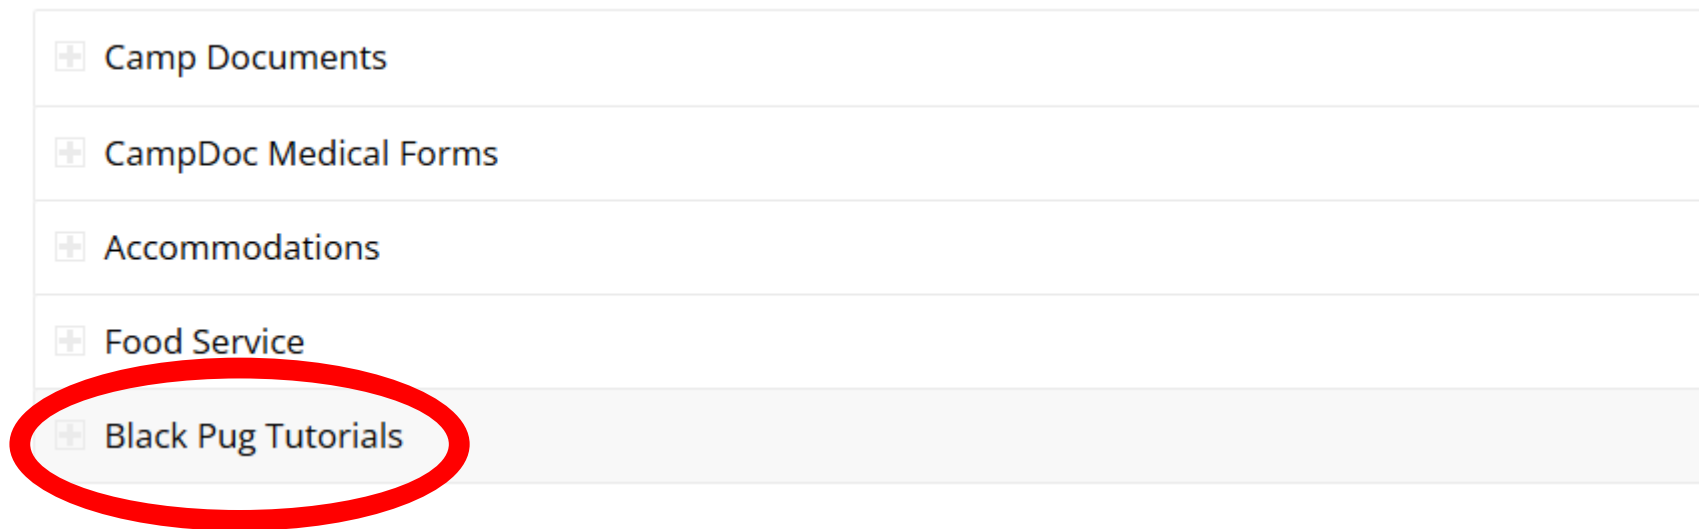 Camp Documents
CampDoc Medical Forms
Accommodations
Food Service
Black Pug Tutorials